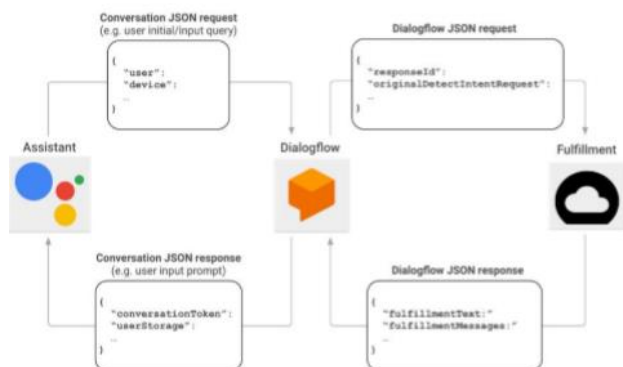 Conversation JSON request
(e.g. user initial/input query)
{
"user":
"device":
…
}
Dialogflow JSON request
{
"responseId":
"originalDetectIntentRequest":
…
}
Assistant
Dialogflow
Fulfillment
Conversation JSON response
(e.g. user input prompt)
{
"conversationToken":
"userStorage":
…
}
Dialogflow JSON response
{
"fulfillmentText:"
"fulfillmentMessages:"
…
}